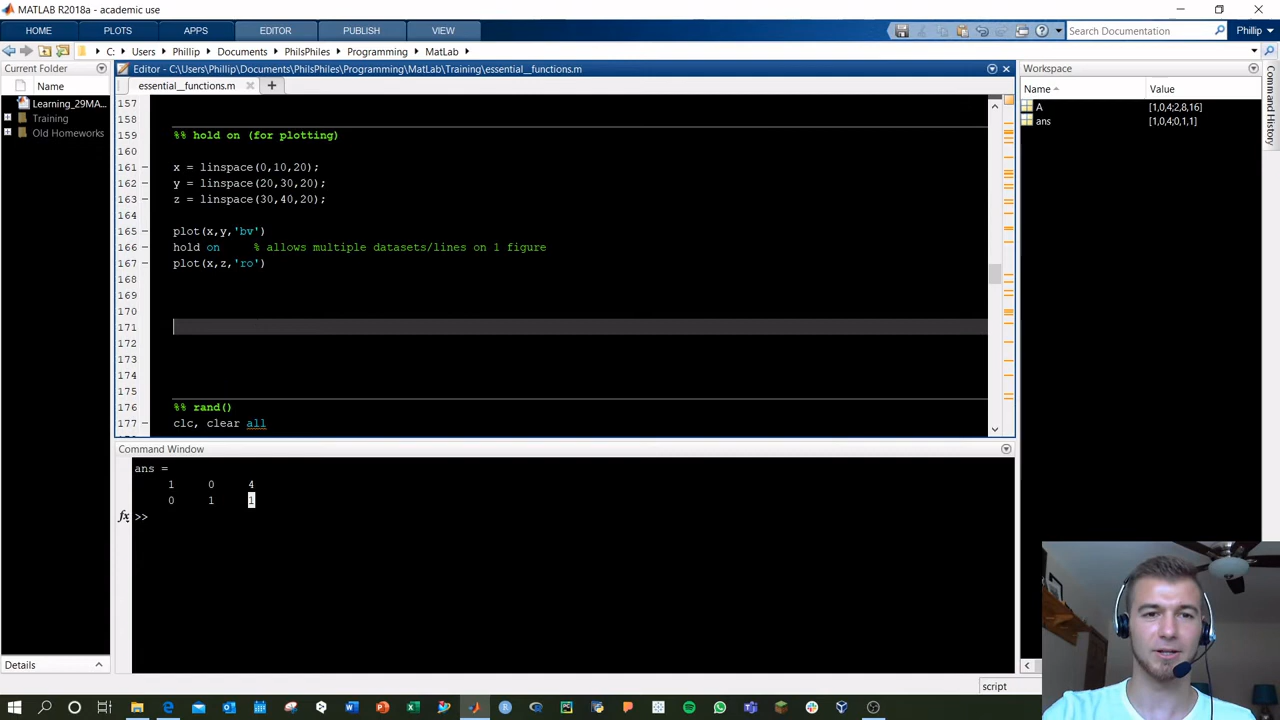 MATLAB R2018a - academic use
HOME PLOTS APPS EDITOR PUBLISH VIEW Search Documentation Phillip
C: Users Phillip Documents PhilsPhiles Programming MatLab
Current Folder
Name
Learning_29MA...
Training
Old Homeworks
Details
Editor - C:\Users\Phillip\Documents\PhilsPhiles\Programming\MatLab\Training\essential__functions.m
essential__functions.m +
157
158
159 %% hold on (for plotting)
160
161 – x = linspace(0,10,20);
162 – y = linspace(20,30,20);
163 – z = linspace(30,40,20);
164
165 – plot(x,y,'bv')
166 – hold on % allows multiple datasets/lines on 1 figure
167 – plot(x,z,'ro')
168
169
170
171
172
173
174
175
176 %% rand()
177 – clc, clear all
Command Window
ans =
1 0 4
0 1 1
fx >>
Workspace
Name Value
A [1,0,4;2,8,16]
ans [1,0,4;0,1,1]
Command History
script